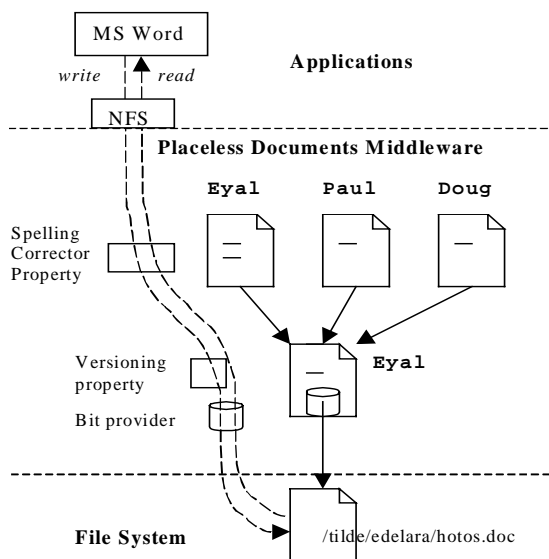 MS Word
write read
Applications
NFS
Placeless Documents Middleware
Eyal Paul Doug
Spelling
Corrector
Property
Versioning
property
Eyal
Bit provider
File System
/tilde/edelara/hotos.doc